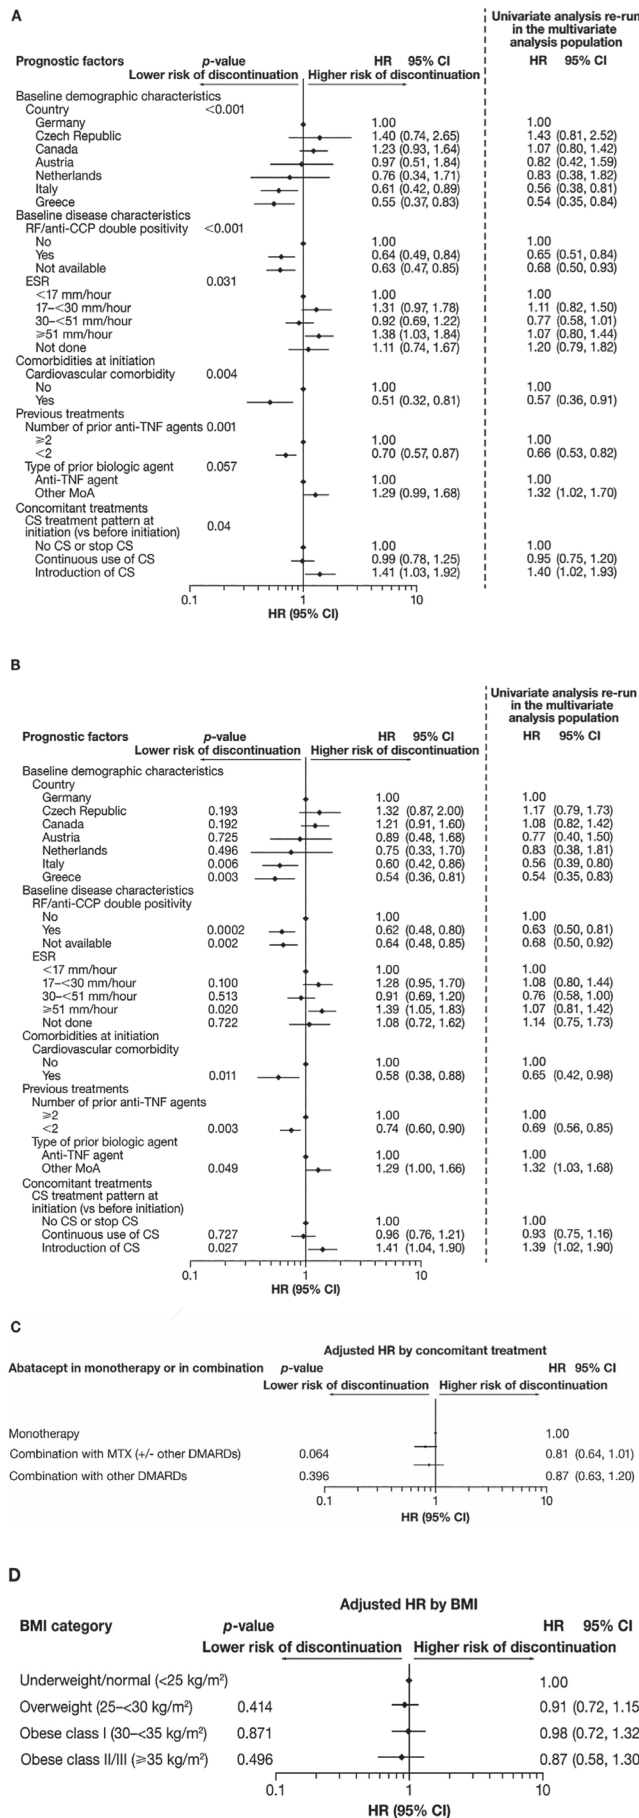 A
Univariate analysis re-run
in the multivariate
analysis population
Prognostic factors p-value HR 95% CI HR 95% CI
Lower risk of discontinuation Higher risk of discontinuation
Baseline demographic characteristics
Country <0.001
Germany 1.00 1.00
Czech Republic 1.40 (0.74, 2.65) 1.43 (0.81, 2.52)
Canada 1.23 (0.93, 1.64) 1.07 (0.80, 1.42)
Austria 0.97 (0.51, 1.84) 0.82 (0.42, 1.59)
Netherlands 0.76 (0.34, 1.71) 0.83 (0.38, 1.82)
Italy 0.61 (0.42, 0.89) 0.56 (0.38, 0.81)
Greece 0.55 (0.37, 0.83) 0.54 (0.35, 0.84)
Baseline disease characteristics
RF/anti-CCP double positivity <0.001
No 1.00 1.00
Yes 0.64 (0.49, 0.84) 0.65 (0.51, 0.84)
Not available 0.63 (0.47, 0.85) 0.68 (0.50, 0.93)
ESR 0.031
<17 mm/hour 1.00 1.00
17–<30 mm/hour 1.31 (0.97, 1.78) 1.11 (0.82, 1.50)
30–<51 mm/hour 0.92 (0.69, 1.22) 0.77 (0.58, 1.01)
≥51 mm/hour 1.38 (1.03, 1.84) 1.07 (0.80, 1.44)
Not done 1.11 (0.74, 1.67) 1.20 (0.79, 1.82)
Comorbidities at initiation
Cardiovascular comorbidity 0.004
No 1.00 1.00
Yes 0.51 (0.32, 0.81) 0.57 (0.36, 0.91)
Previous treatments
Number of prior anti-TNF agents 0.001
≥2 1.00 1.00
<2 0.70 (0.57, 0.87) 0.66 (0.53, 0.82)
Type of prior biologic agent 0.057
Anti-TNF agent 1.00 1.00
Other MoA 1.29 (0.99, 1.68) 1.32 (1.02, 1.70)
Concomitant treatments
CS treatment pattern at
initiation (vs before initiation) 0.04
No CS or stop CS 1.00 1.00
Continuous use of CS 0.99 (0.78, 1.25) 0.95 (0.75, 1.20)
Introduction of CS 1.41 (1.03, 1.92) 1.40 (1.02, 1.93)
0.1 1 10
HR (95% CI)
B
Univariate analysis re-run
in the multivariate
analysis population
Prognostic factors p-value HR 95% CI HR 95% CI
Lower risk of discontinuation Higher risk of discontinuation
Baseline demographic characteristics
Country
Germany 1.00 1.00
Czech Republic 0.193 1.32 (0.87, 2.00) 1.17 (0.79, 1.73)
Canada 0.192 1.21 (0.91, 1.60) 1.08 (0.82, 1.42)
Austria 0.725 0.89 (0.48, 1.68) 0.77 (0.40, 1.50)
Netherlands 0.496 0.75 (0.33, 1.70) 0.83 (0.38, 1.81)
Italy 0.006 0.60 (0.42, 0.86) 0.56 (0.39, 0.80)
Greece 0.003 0.54 (0.36, 0.81) 0.54 (0.35, 0.83)
Baseline disease characteristics
RF/anti-CCP double positivity
No 1.00 1.00
Yes 0.0002 0.62 (0.48, 0.80) 0.63 (0.50, 0.81)
Not available 0.002 0.64 (0.48, 0.85) 0.68 (0.50, 0.92)
ESR
<17 mm/hour 1.00 1.00
17–<30 mm/hour 0.100 1.28 (0.95, 1.70) 1.08 (0.80, 1.44)
30–<51 mm/hour 0.513 0.91 (0.69, 1.20) 0.76 (0.58, 1.00)
≥51 mm/hour 0.020 1.39 (1.05, 1.83) 1.07 (0.81, 1.42)
Not done 0.722 1.08 (0.72, 1.62) 1.14 (0.75, 1.73)
Comorbidities at initiation
Cardiovascular comorbidity
No 1.00 1.00
Yes 0.011 0.58 (0.38, 0.88) 0.65 (0.42, 0.98)
Previous treatments
Number of prior anti-TNF agents
≥2 1.00 1.00
<2 0.003 0.74 (0.60, 0.90) 0.69 (0.56, 0.85)
Type of prior biologic agent
Anti-TNF agent 1.00 1.00
Other MoA 0.049 1.29 (1.00, 1.66) 1.32 (1.03, 1.68)
Concomitant treatments
CS treatment pattern at
initiation (vs before initiation)
No CS or stop CS 1.00 1.00
Continuous use of CS 0.727 0.96 (0.76, 1.21) 0.93 (0.75, 1.16)
Introduction of CS 0.027 1.41 (1.04, 1.90) 1.39 (1.02, 1.90)
0.1 1 10
HR (95% CI)
C
Adjusted HR by concomitant treatment
Abatacept in monotherapy or in combination p-value HR 95% CI
Lower risk of discontinuation Higher risk of discontinuation
Monotherapy 1.00
Combination with MTX (+/- other DMARDs) 0.064 0.81 (0.64, 1.01)
Combination with other DMARDs 0.396 0.87 (0.63, 1.20)
0.1 1 10
HR (95% CI)
D
Adjusted HR by BMI
BMI category p-value HR 95% CI
Lower risk of discontinuation Higher risk of discontinuation
Underweight/normal (<25 kg/m²) 1.00
Overweight (25–<30 kg/m²) 0.414 0.91 (0.72, 1.15
Obese class I (30–<35 kg/m²) 0.871 0.98 (0.72, 1.32
Obese class II/III (≥35 kg/m²) 0.496 0.87 (0.58, 1.30
0.1 1 10
HR (95% CI)